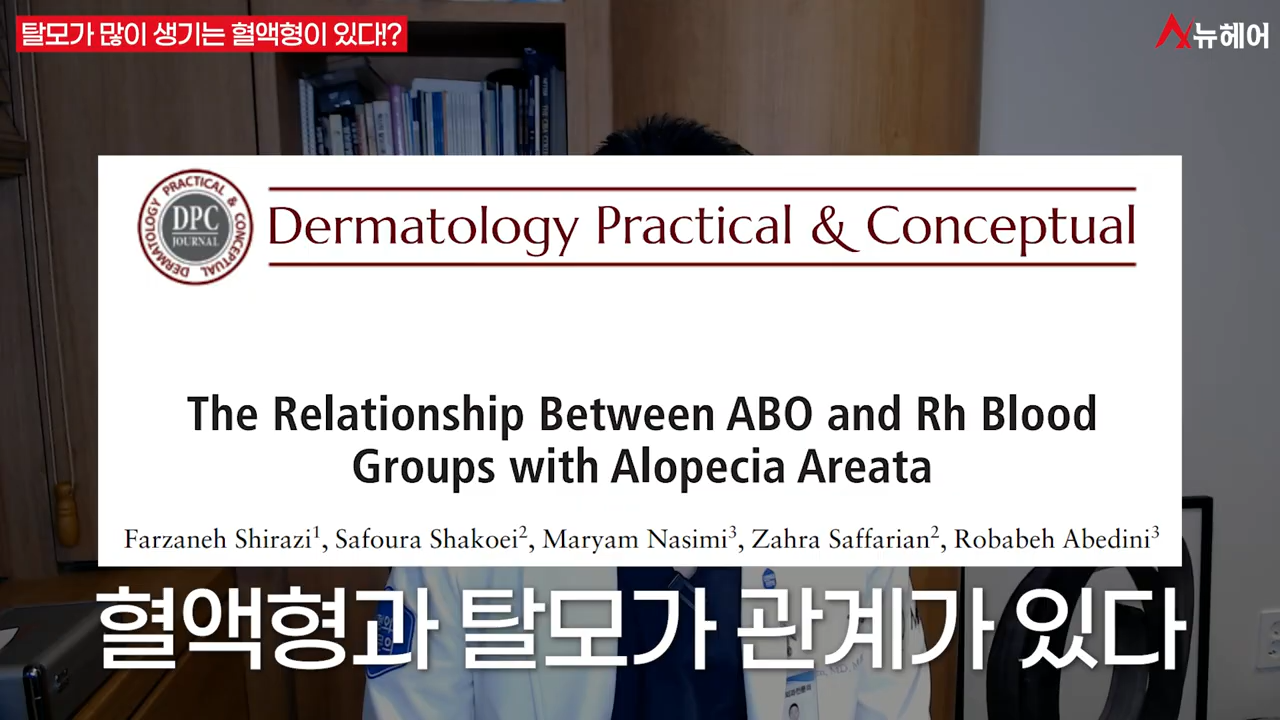 탈모가 많이 생기는 혈액형이 있다!?
뉴헤어
DERMATOLOGY PRACTICAL & CONCEPTUAL
DPC
JOURNAL
Dermatology Practical & Conceptual
The Relationship Between ABO and Rh Blood
Groups with Alopecia Areata
Farzaneh Shirazi¹, Safoura Shakoei², Maryam Nasimi³, Zahra Saffarian², Robabeh Abedini³
혈액형과 탈모가 관계가 있다